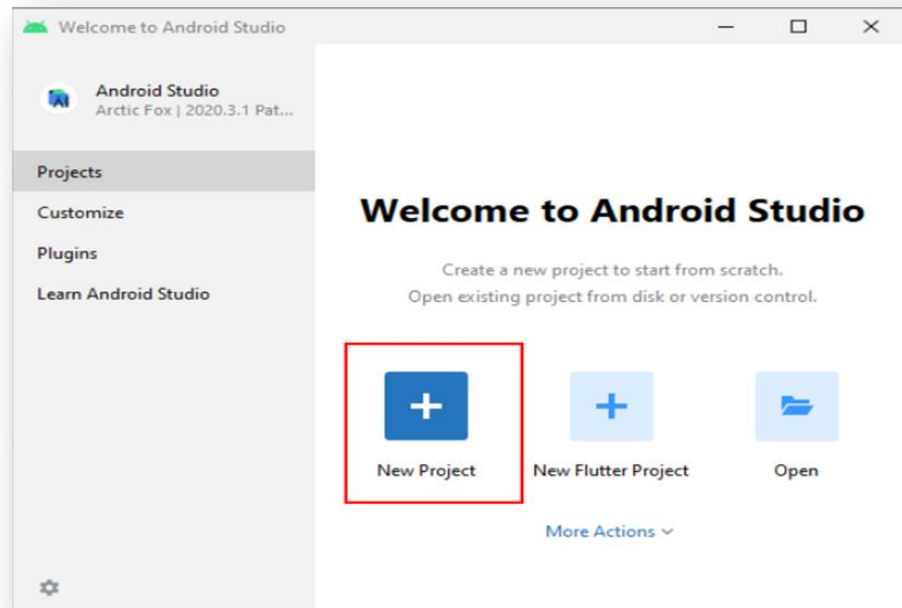 Welcome to Android Studio
Android Studio
Arctic Fox | 2020.3.1 Pat...
Projects
Customize
Plugins
Learn Android Studio
Welcome to Android Studio
Create a new project to start from scratch.
Open existing project from disk or version control.
New Project
New Flutter Project
Open
More Actions